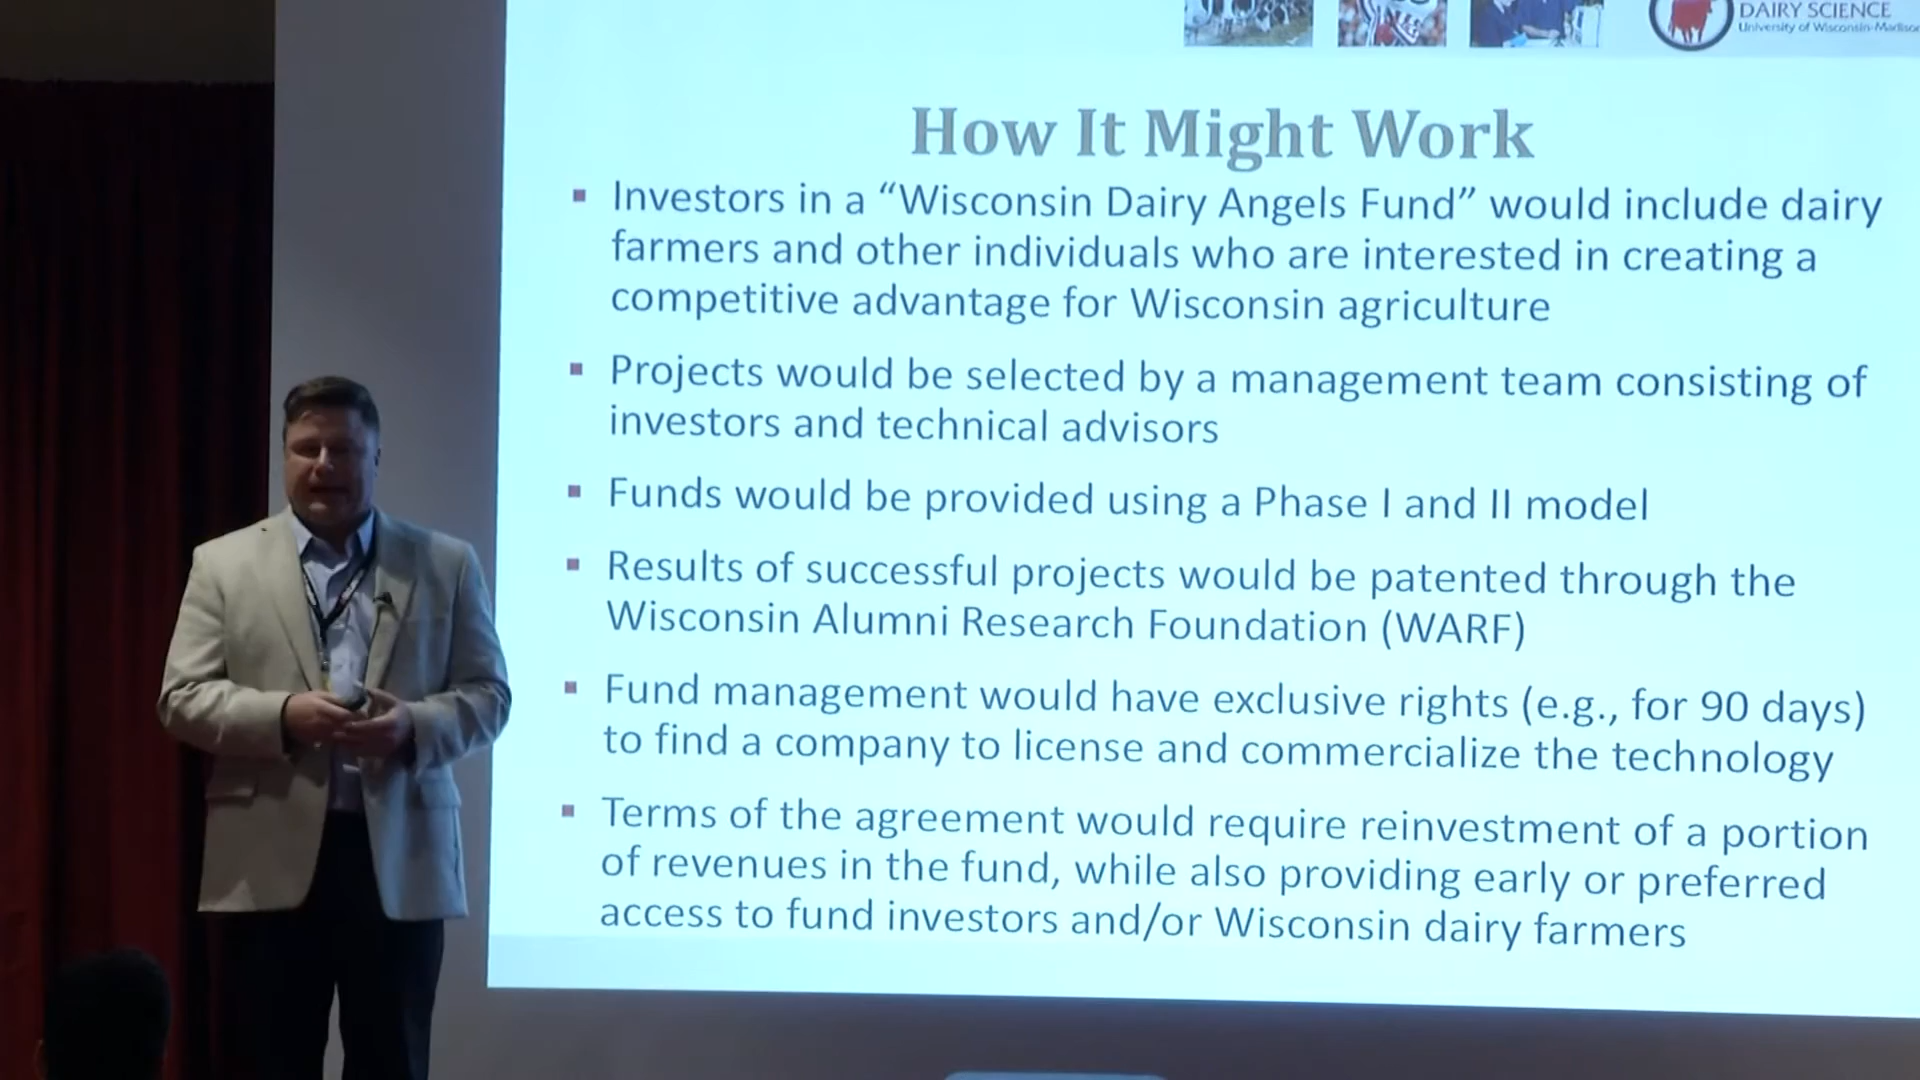 DAIRY SCIENCE
University of Wisconsin-Madison
How It Might Work
▪ Investors in a “Wisconsin Dairy Angels Fund” would include dairy
farmers and other individuals who are interested in creating a
competitive advantage for Wisconsin agriculture
▪ Projects would be selected by a management team consisting of
investors and technical advisors
▪ Funds would be provided using a Phase I and II model
▪ Results of successful projects would be patented through the
Wisconsin Alumni Research Foundation (WARF)
▪ Fund management would have exclusive rights (e.g., for 90 days)
to find a company to license and commercialize the technology
▪ Terms of the agreement would require reinvestment of a portion
of revenues in the fund, while also providing early or preferred
access to fund investors and/or Wisconsin dairy farmers